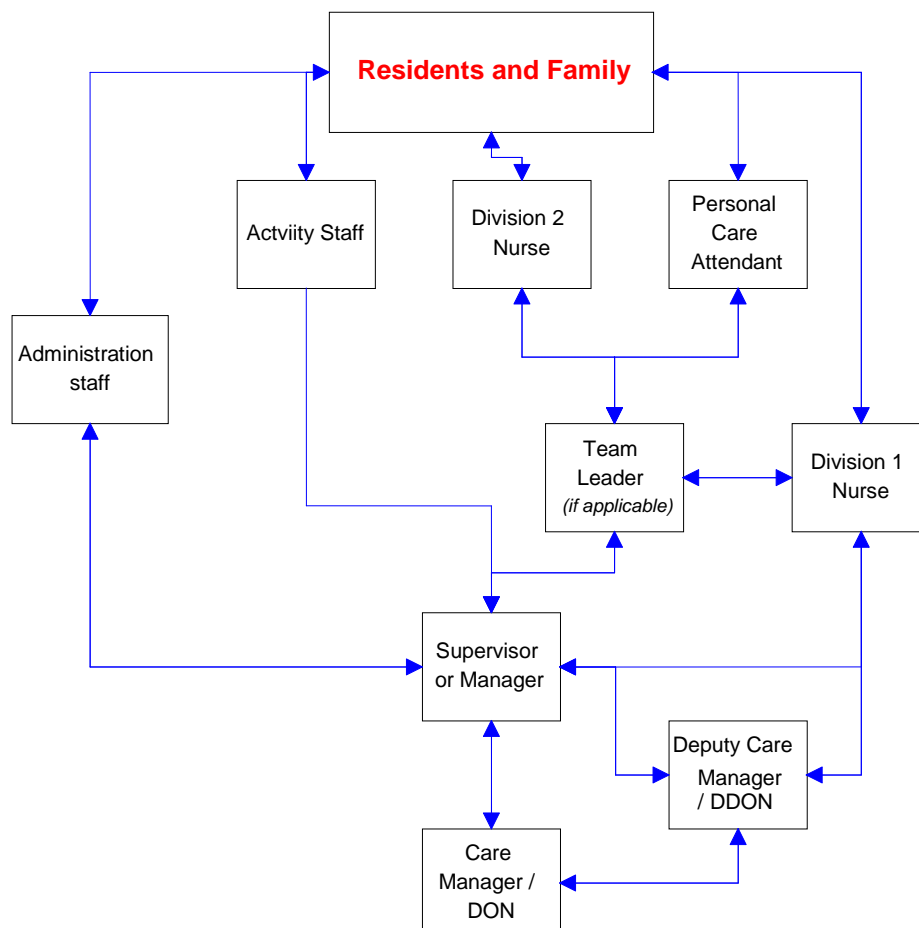 Residents and Family
Actviity Staff
Division 2
Nurse
Personal
Care
Attendant
Administration
staff
Team
Leader
(if applicable)
Division 1
Nurse
Supervisor
or Manager
Deputy Care
Manager
/ DDON
Care
Manager /
DON